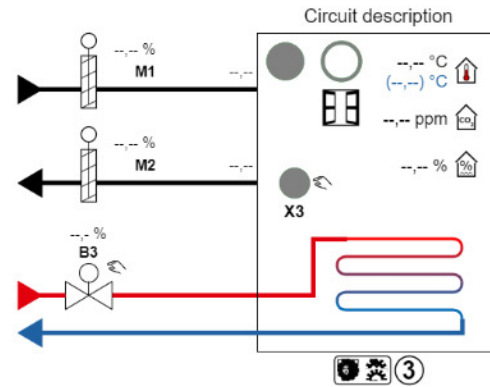 Circuit description
--,-- %
M1
--,--
--,-- °C
(--,--) °C
--,-- ppm
CO₂
--,-- %
M2
--,--
--,-- %
%
X3
--,- %
B3
3